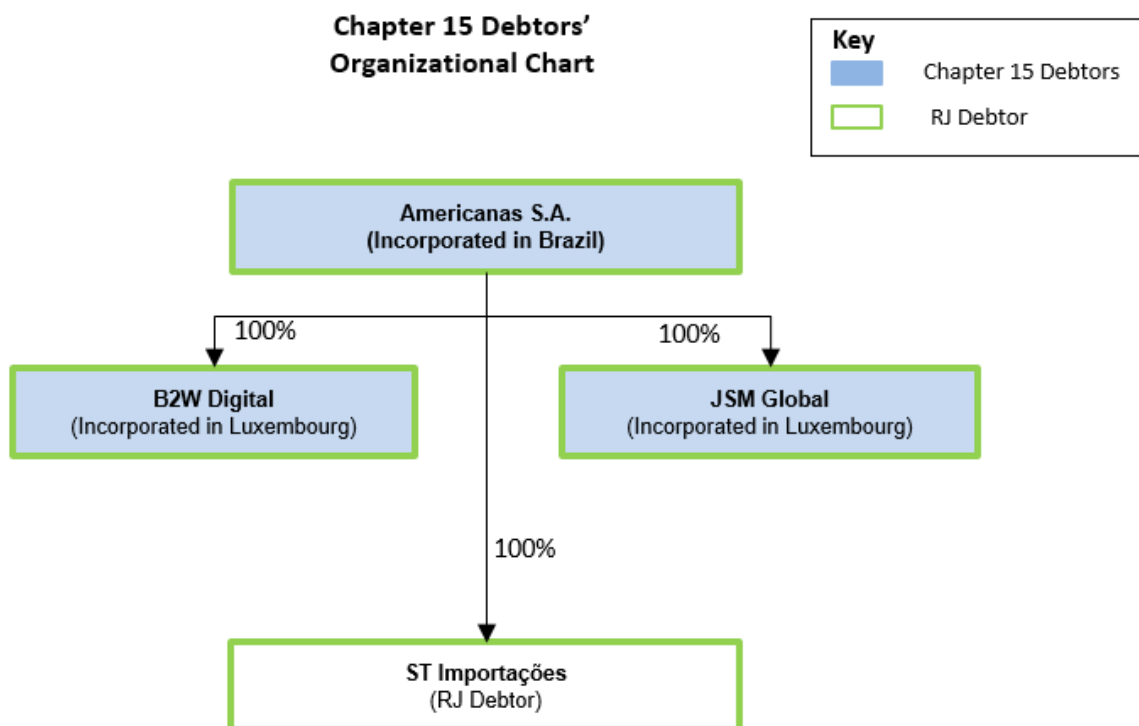 Chapter 15 Debtors’
Organizational Chart
Key
Chapter 15 Debtors
RJ Debtor
Americanas S.A.
(Incorporated in Brazil)
100%
100%
B2W Digital
(Incorporated in Luxembourg)
JSM Global
(Incorporated in Luxembourg)
100%
ST Importações
(RJ Debtor)